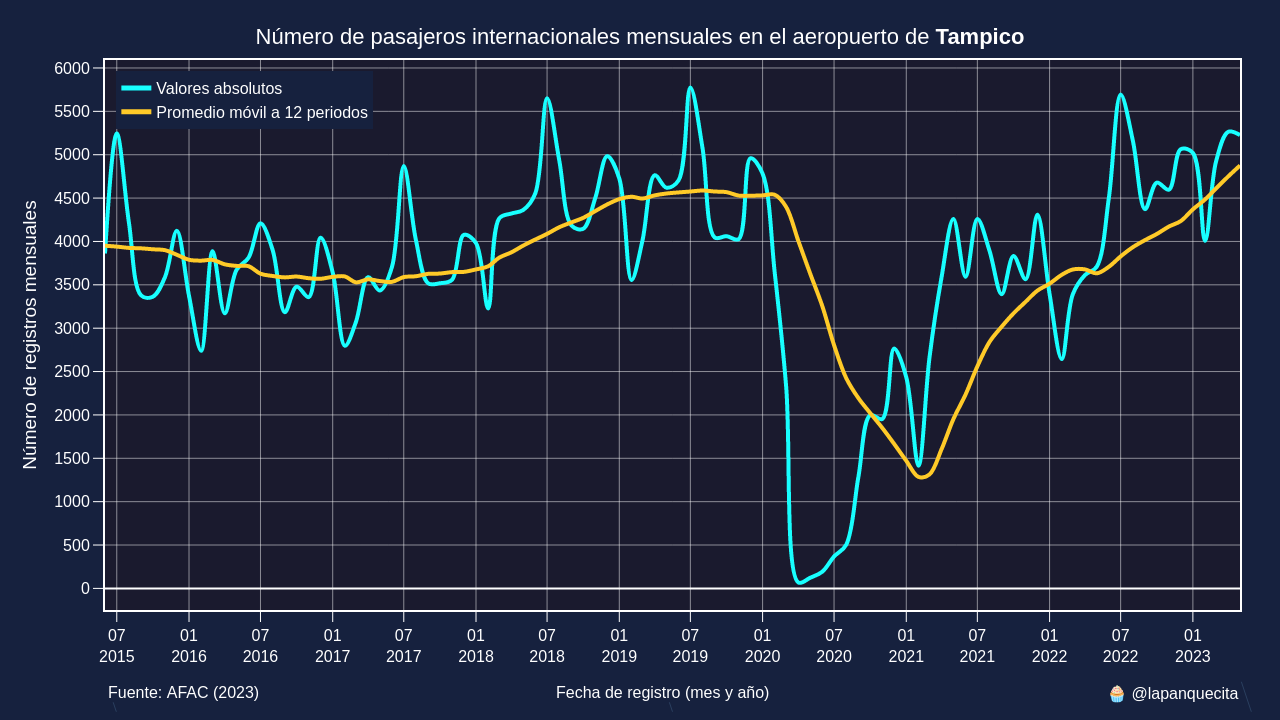 Número de pasajeros internacionales mensuales en el aeropuerto de Tampico
Valores absolutos
Promedio móvil a 12 periodos
Número de registros mensuales
6000
5500
5000
4500
4000
3500
3000
2500
2000
1500
1000
500
0
07 01 07 01 07 01 07 01 07 01 07 01 07 01 07 01
2015 2016 2016 2017 2017 2018 2018 2019 2019 2020 2020 2021 2021 2022 2022 2023
Fuente: AFAC (2023)
Fecha de registro (mes y año)
🧁 @lapanquecita